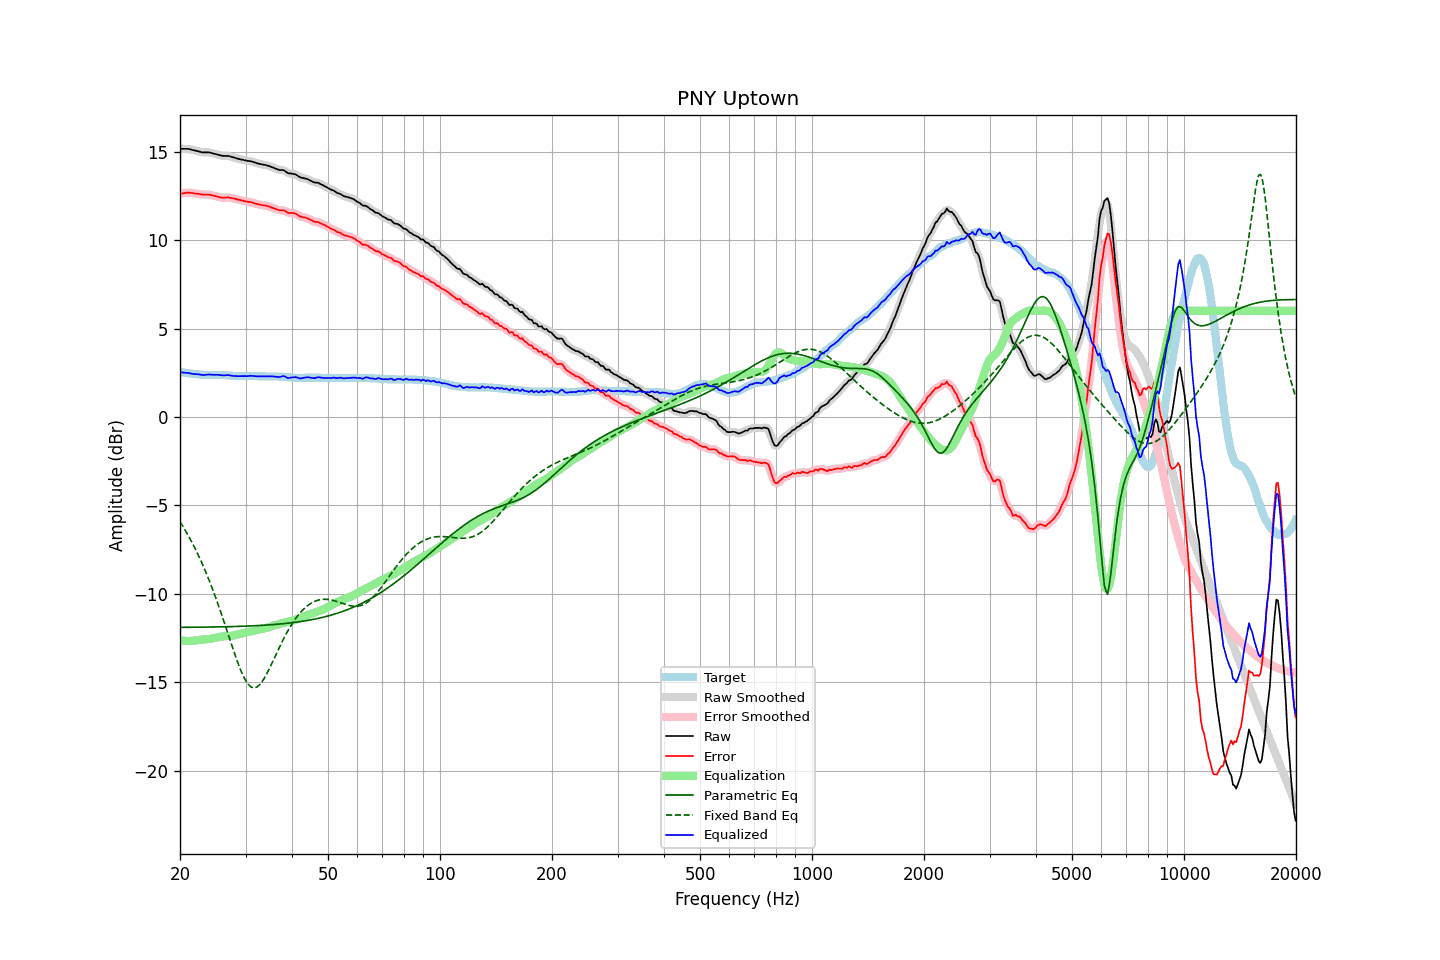 PNY Uptown
Amplitude (dBr)
15
10
5
0
−5
−10
−15
−20
Target
Raw Smoothed
Error Smoothed
Raw
Error
Equalization
Parametric Eq
Fixed Band Eq
Equalized
20 50 100 200 500 1000 2000 5000 10000 20000
Frequency (Hz)